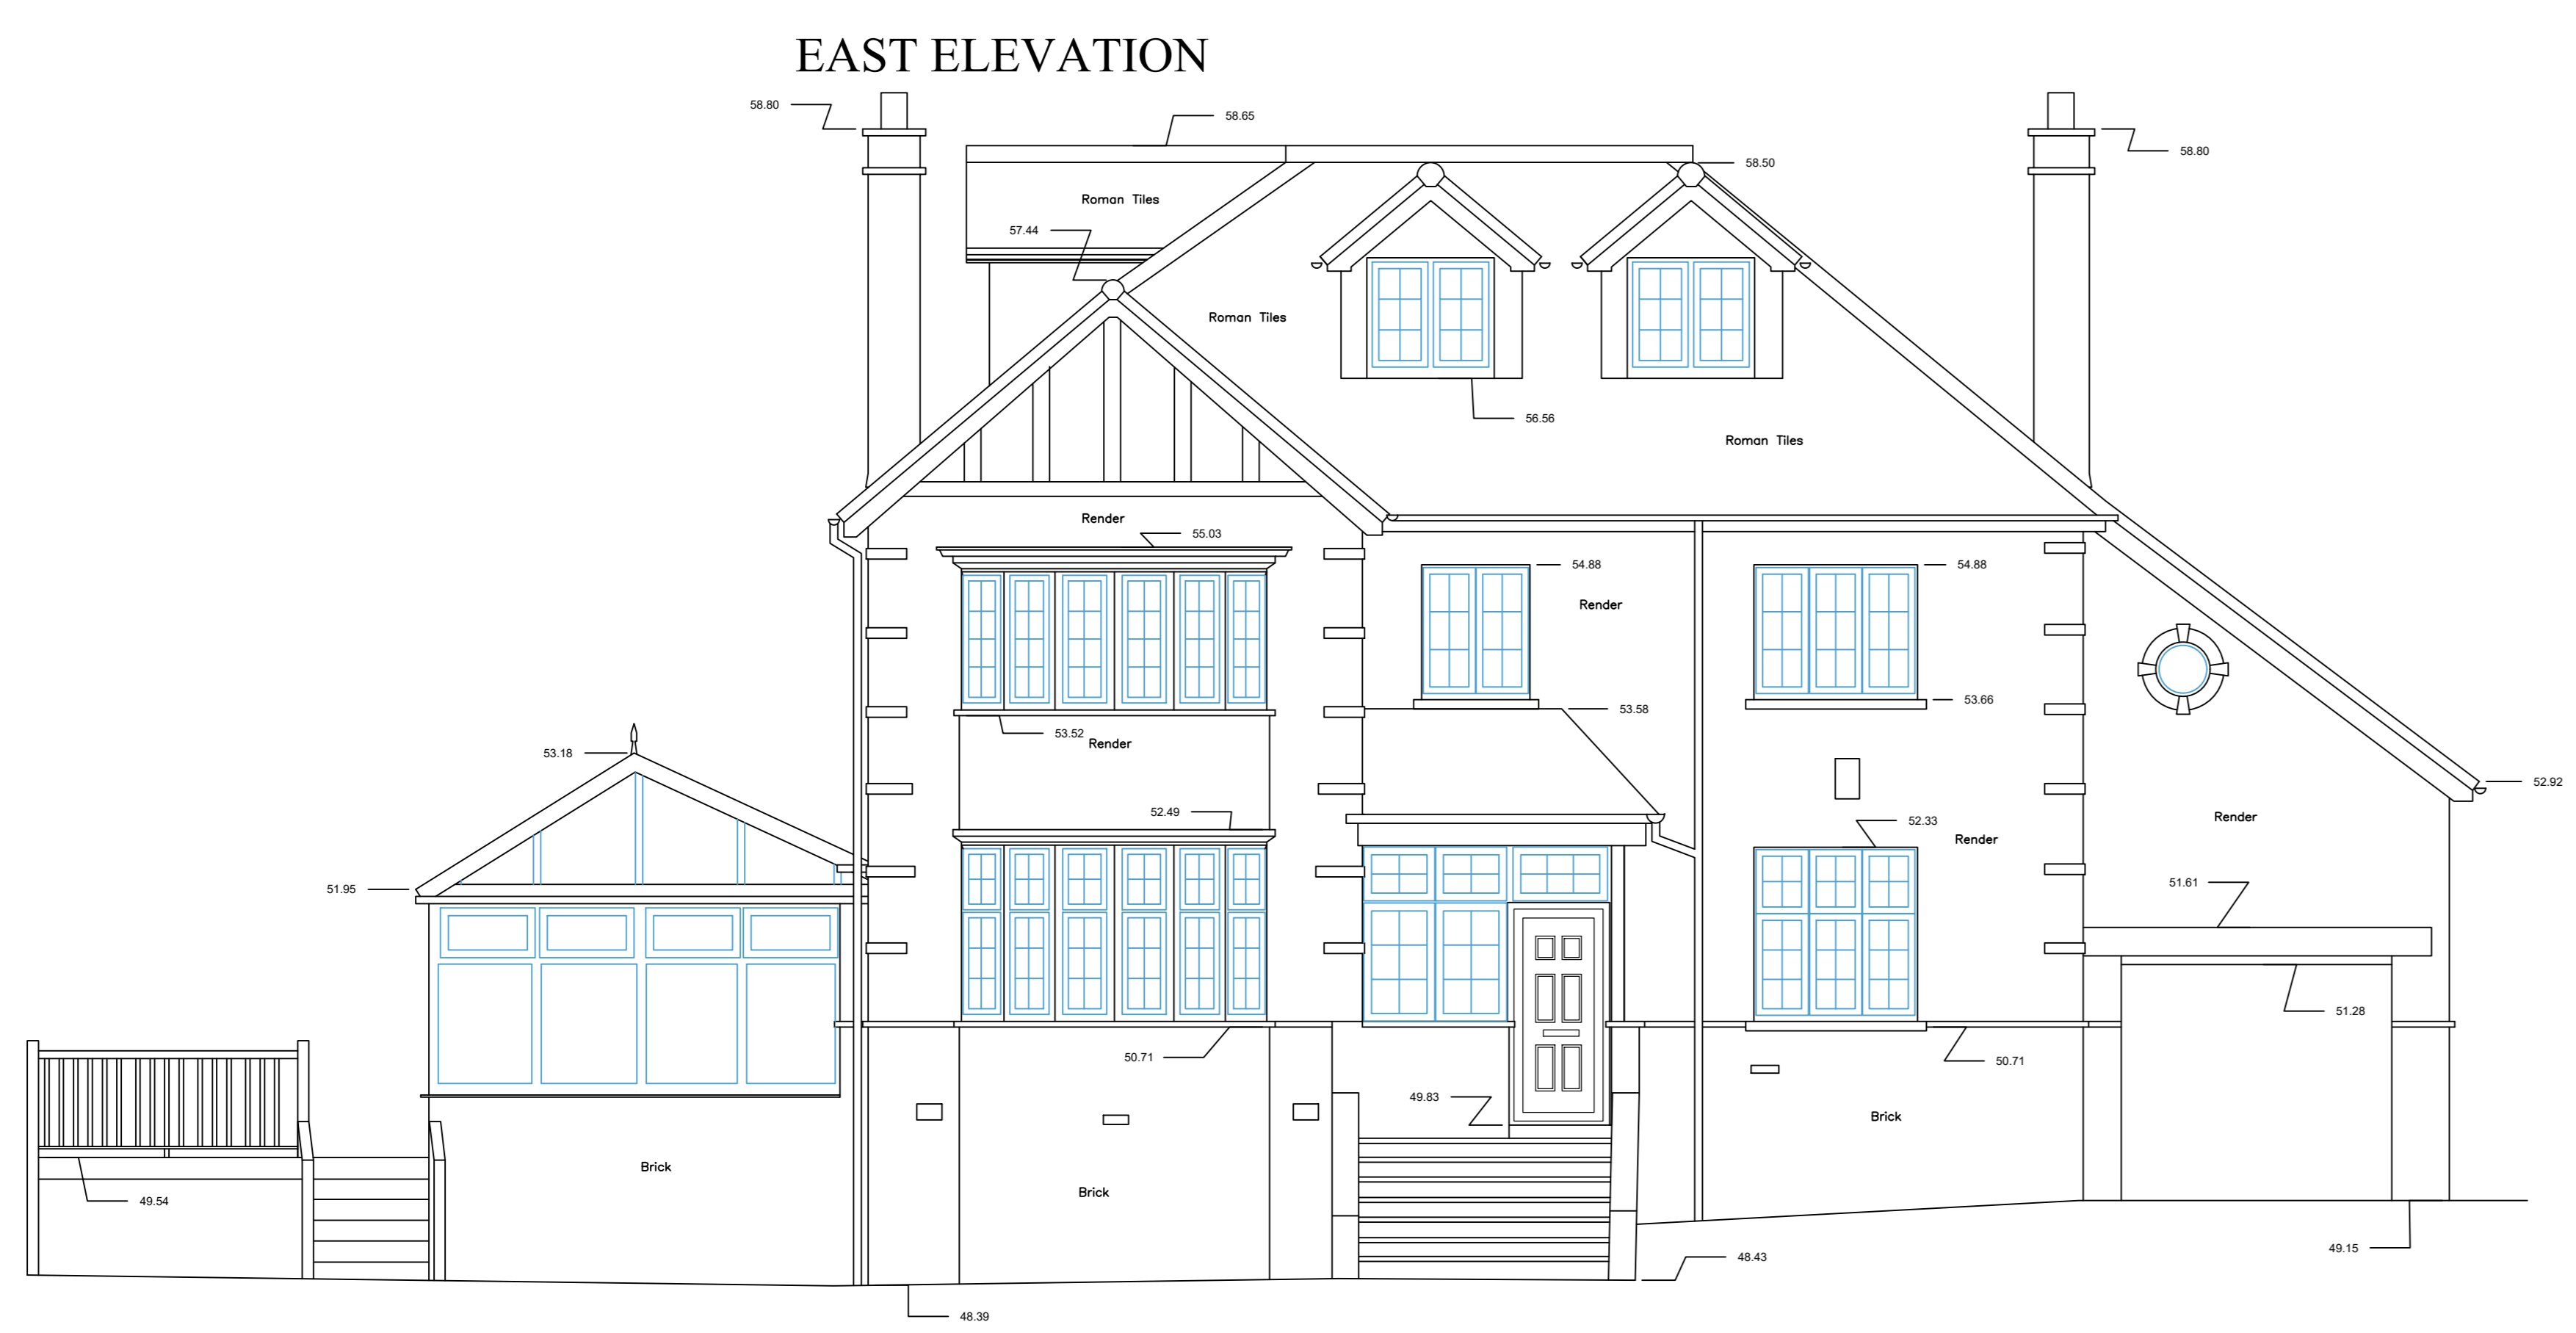 EAST ELEVATION
58.80
58.65
58.80
58.50
Roman Tiles
57.44
Roman Tiles
56.56
Roman Tiles
Render
55.03
54.88
54.88
Render
53.66
53.58
53.52
Render
53.18
52.92
52.49
Render
52.33
Render
51.95
51.61
51.28
50.71
50.71
49.83
Brick
Brick
Brick
49.54
49.15
48.43
48.39